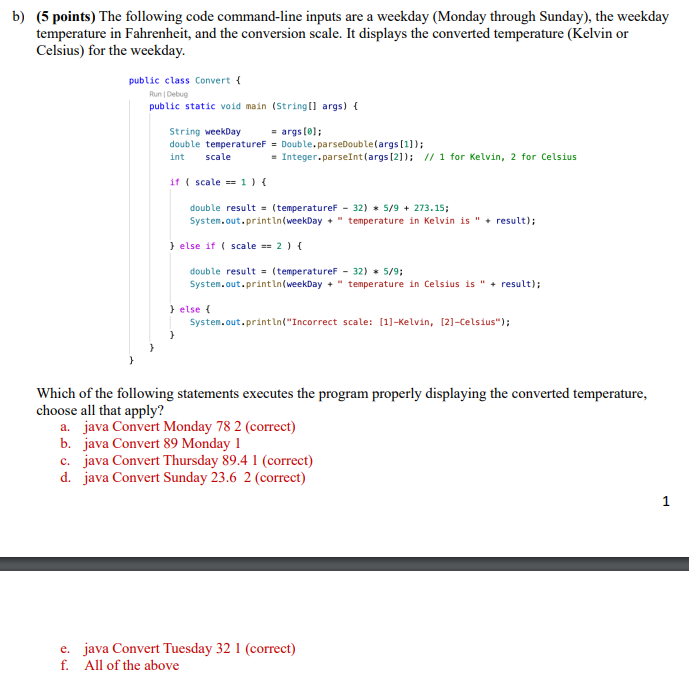 b) (5 points) The following code command-line inputs are a weekday (Monday through Sunday), the weekday
temperature in Fahrenheit, and the conversion scale. It displays the converted temperature (Kelvin or
Celsius) for the weekday.
public class Convert {
Run | Debug
public static void main (String[] args) {
String weekDay = args[0];
double temperatureF = Double.parseDouble(args[1]);
int scale = Integer.parseInt(args[2]); // 1 for Kelvin, 2 for Celsius
if ( scale == 1 ) {
double result = (temperatureF - 32) * 5/9 + 273.15;
System.out.println(weekDay + " temperature in Kelvin is " + result);
} else if ( scale == 2 ) {
double result = (temperatureF - 32) * 5/9;
System.out.println(weekDay + " temperature in Celsius is " + result);
} else {
System.out.println("Incorrect scale: [1]-Kelvin, [2]-Celsius");
}
}
}
Which of the following statements executes the program properly displaying the converted temperature,
choose all that apply?
a. java Convert Monday 78 2 (correct)
b. java Convert 89 Monday 1
c. java Convert Thursday 89.4 1 (correct)
d. java Convert Sunday 23.6 2 (correct)
1
e. java Convert Tuesday 32 1 (correct)
f. All of the above